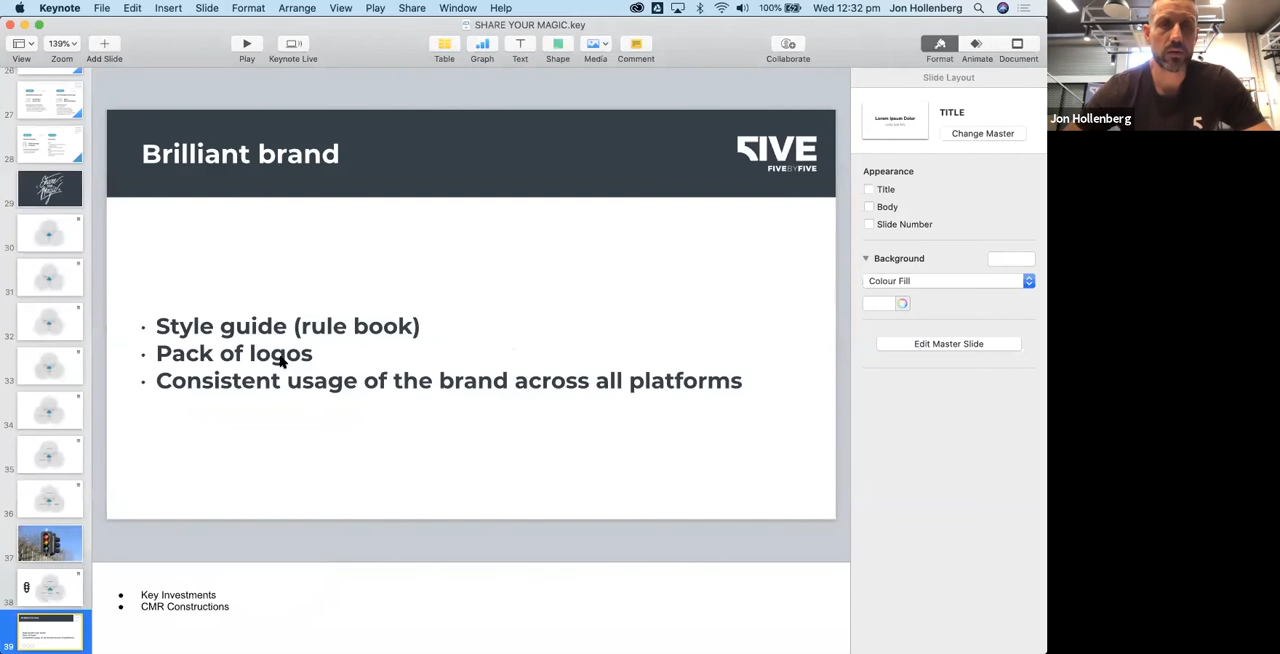 Keynote File Edit Insert Slide Format Arrange View Play Share Window Help 100% Wed 12:32 pm Jon Hollenberg
SHARE YOUR MAGIC.key
139%
View Zoom Add Slide Play Keynote Live Table Graph Text Shape Media Comment Collaborate Format Animate Document
Slide Layout
Lorem Ipsum Dolor
TITLE
Change Master
Appearance
Title
Body
Slide Number
Background
Colour Fill
Edit Master Slide
26
27
28
29
30
31
32
33
34
35
36
37
38
39
Brilliant brand
5IVE
FIVEBYFIVE
· Style guide (rule book)
· Pack of logos
· Consistent usage of the brand across all platforms
● Key Investments
● CMR Constructions
Jon Hollenberg